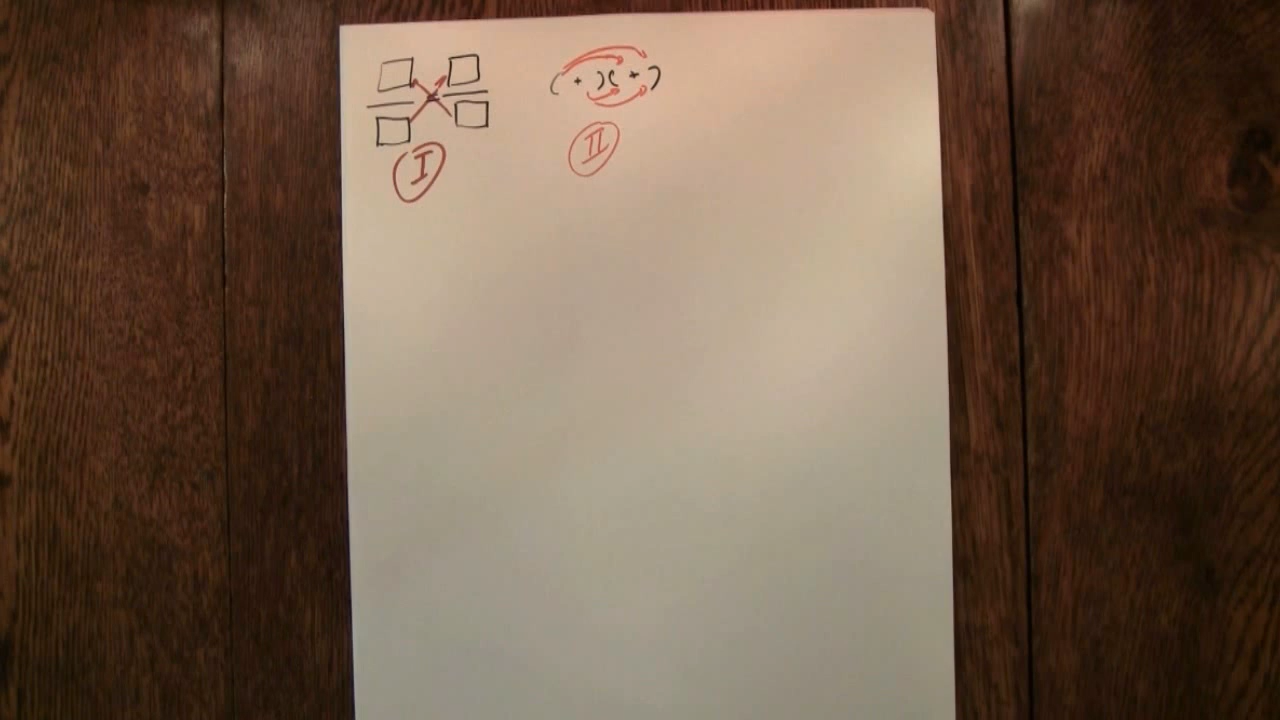 □/□ = □/□
( + )( + )
I
II